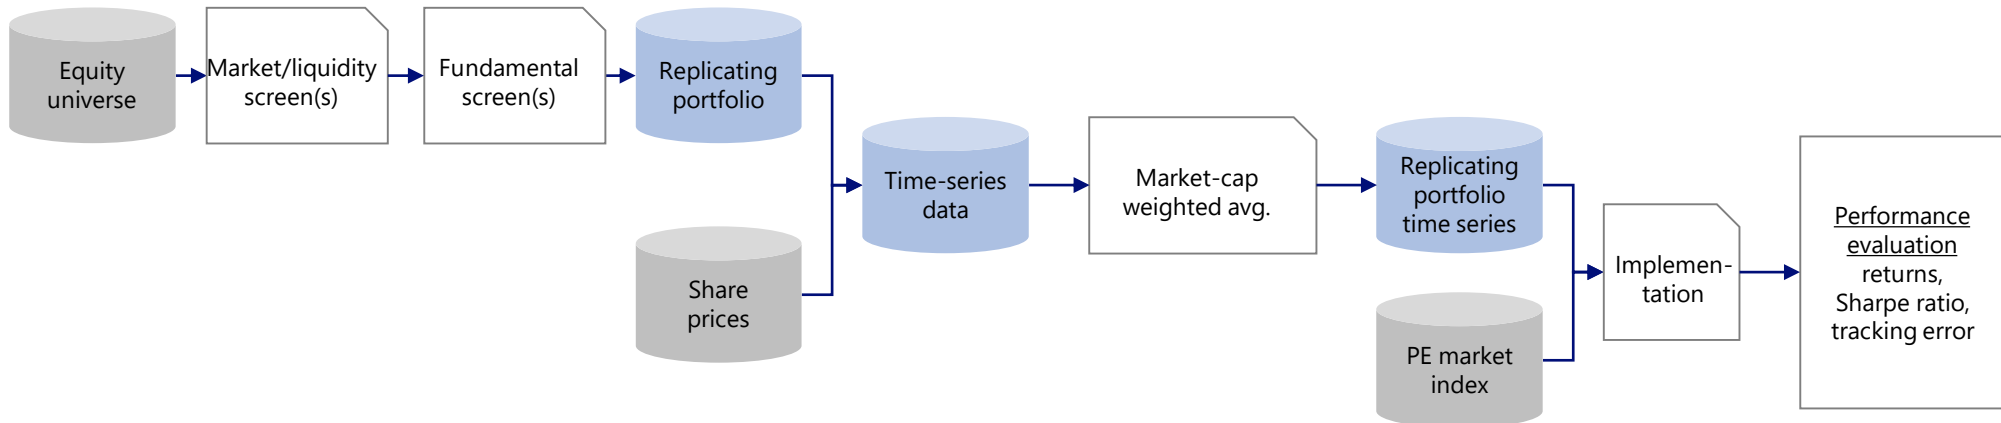 Equity
universe
Market/liquidity
screen(s)
Fundamental
screen(s)
Replicating
portfolio
Share
prices
Time-series
data
Market-cap
weighted avg.
Replicating
portfolio
time series
PE market
index
Implemen-
tation
Performance
evaluation
returns,
Sharpe ratio,
tracking error